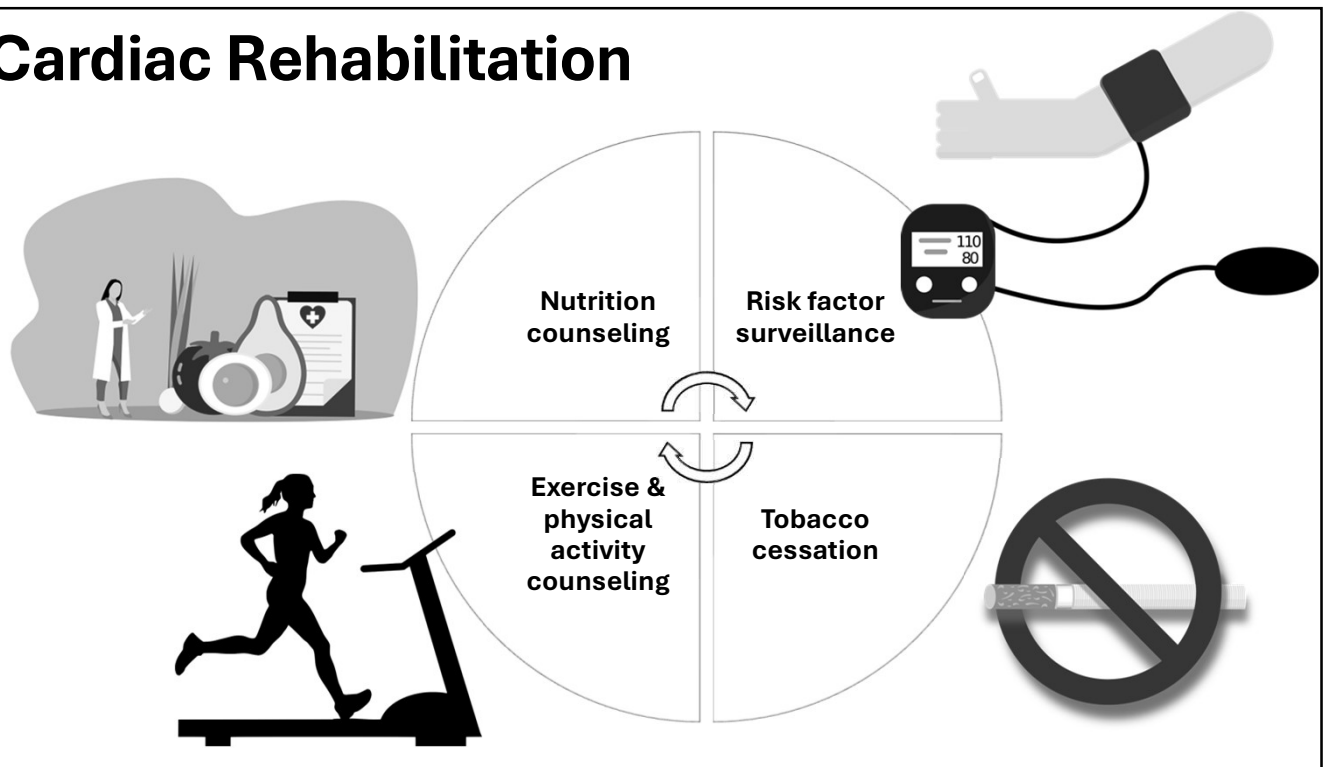 Cardiac Rehabilitation
110
80
Nutrition
counseling
Risk factor
surveillance
Exercise &
physical
activity
counseling
Tobacco
cessation